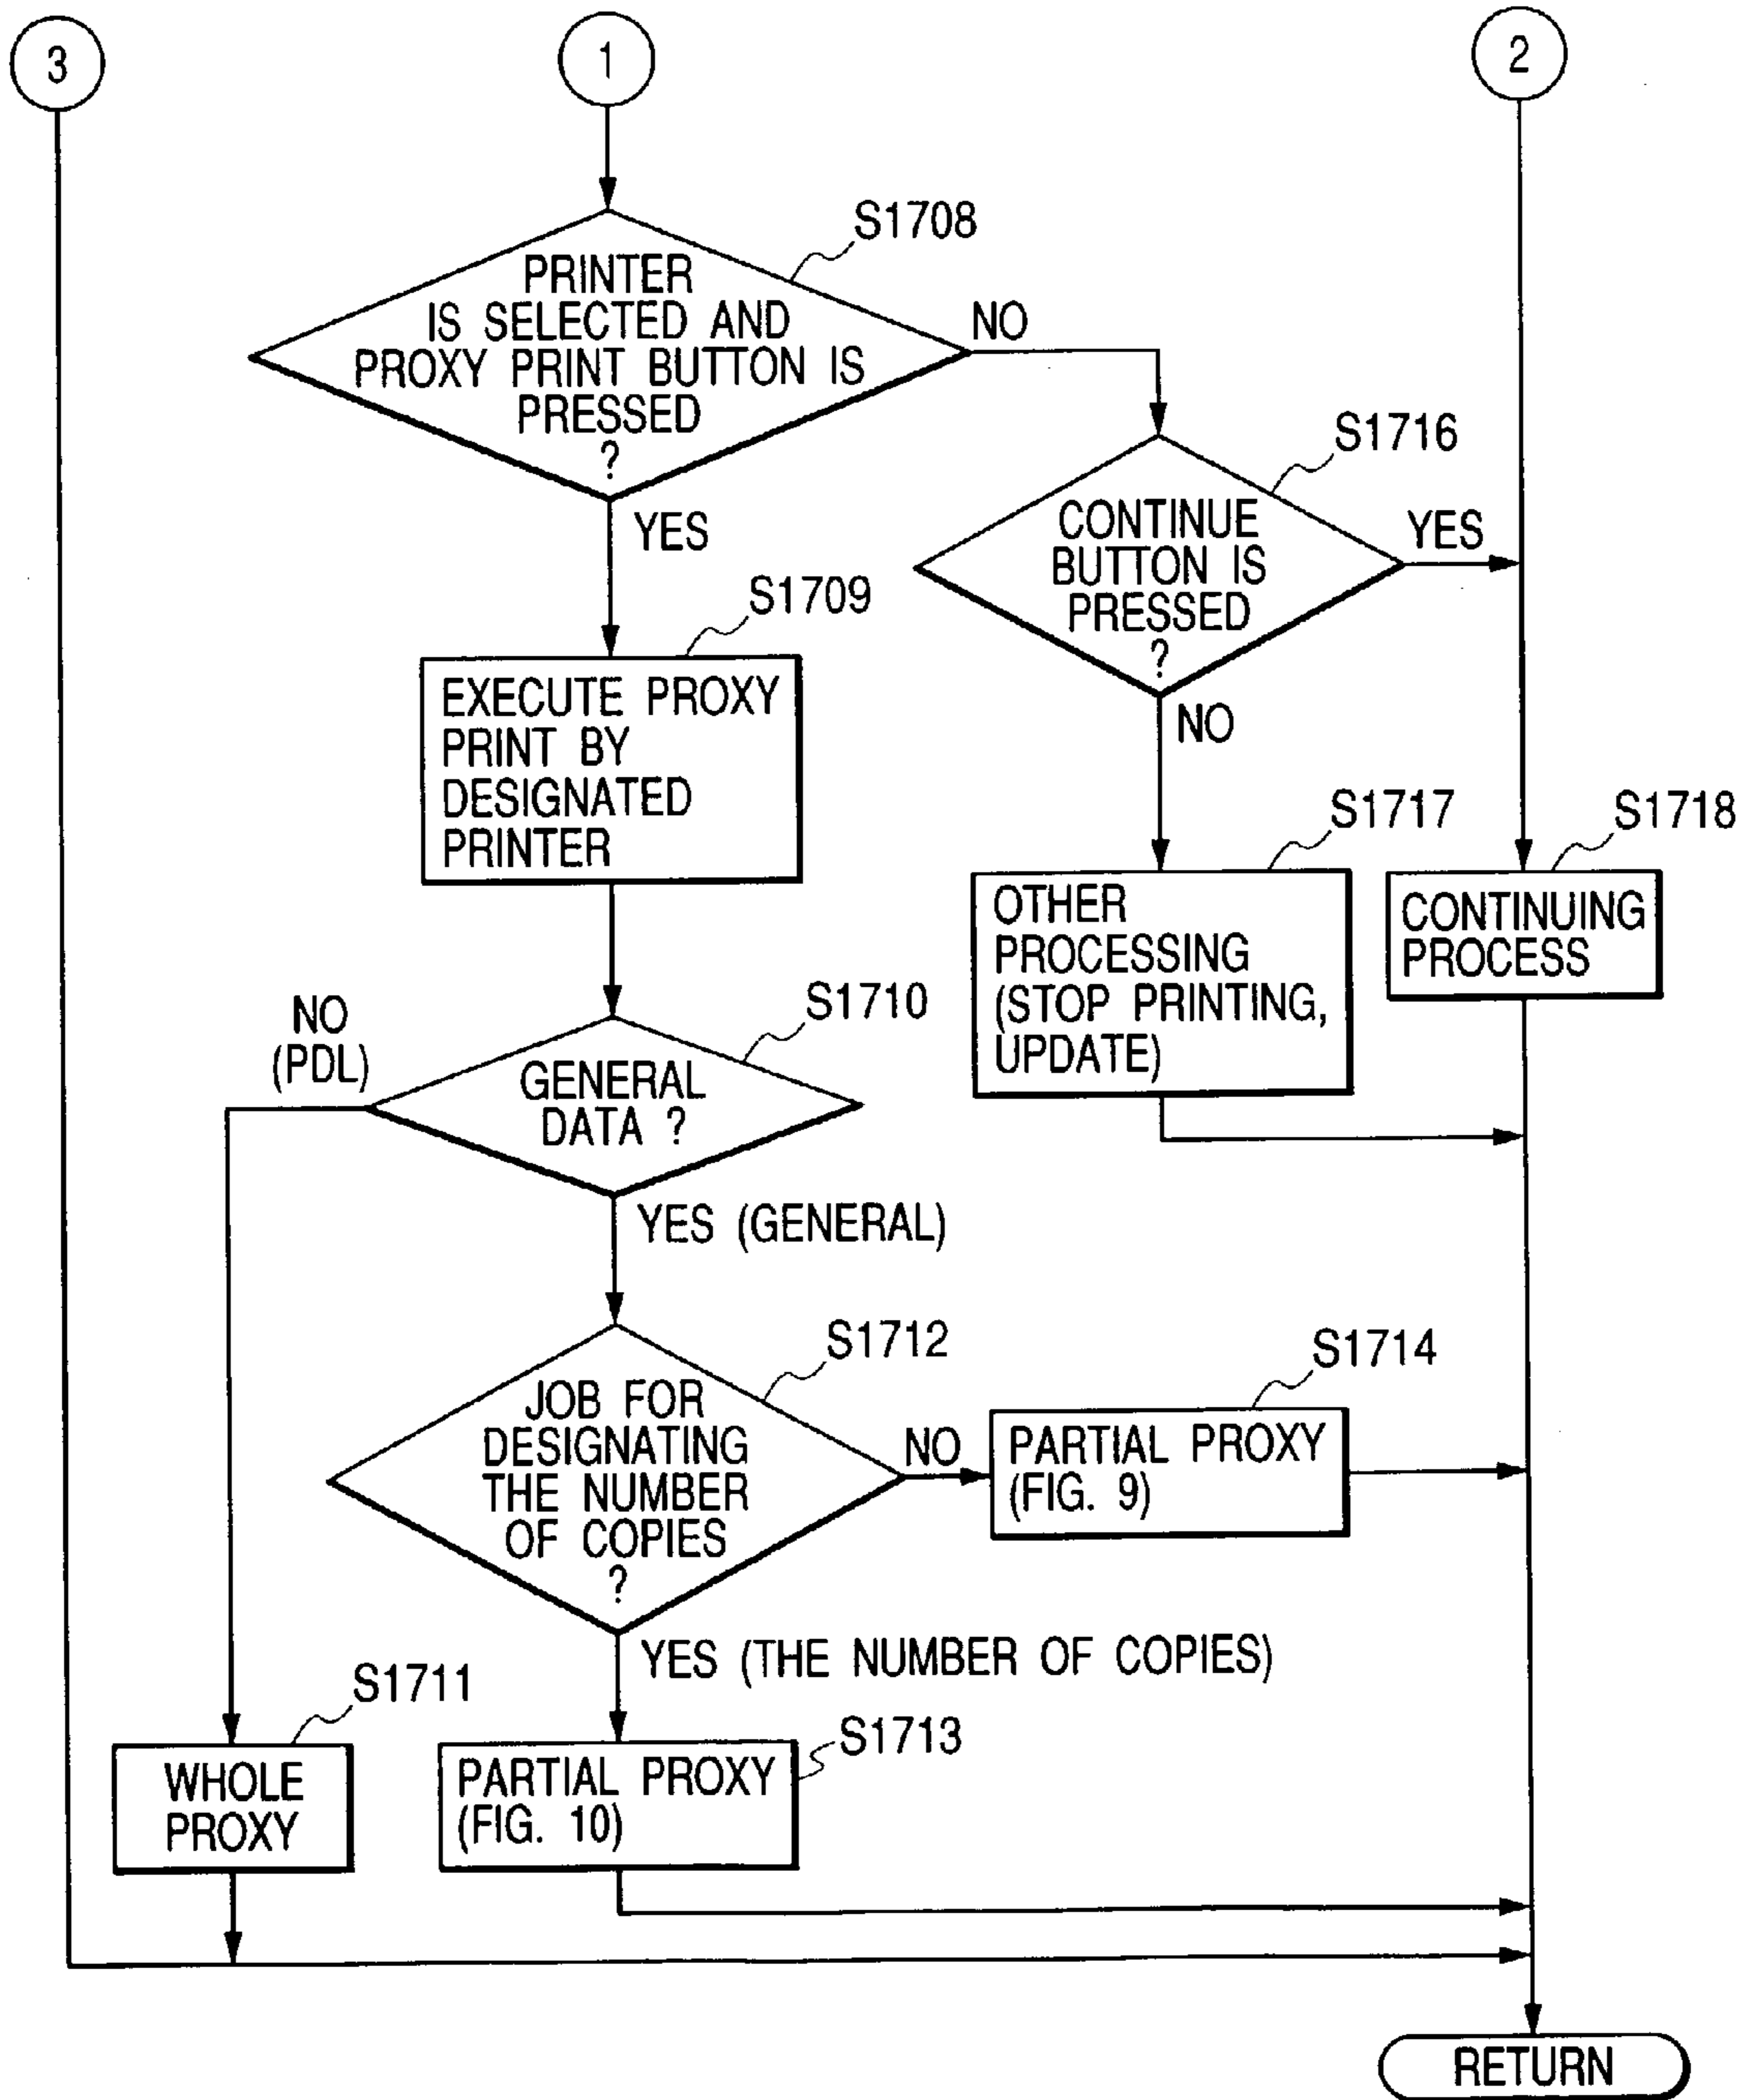 3
1
2
S1708
PRINTER
IS SELECTED AND
PROXY PRINT BUTTON IS
PRESSED
?
NO
YES
S1716
CONTINUE
BUTTON IS
PRESSED
?
YES
NO
S1709
EXECUTE PROXY
PRINT BY
DESIGNATED
PRINTER
S1717
OTHER
PROCESSING
(STOP PRINTING,
UPDATE)
S1718
CONTINUING
PROCESS
S1710
GENERAL
DATA ?
NO
(PDL)
YES (GENERAL)
S1712
JOB FOR
DESIGNATING
THE NUMBER
OF COPIES
?
NO
S1714
PARTIAL PROXY
(FIG. 9)
YES (THE NUMBER OF COPIES)
S1711
WHOLE
PROXY
S1713
PARTIAL PROXY
(FIG. 10)
RETURN